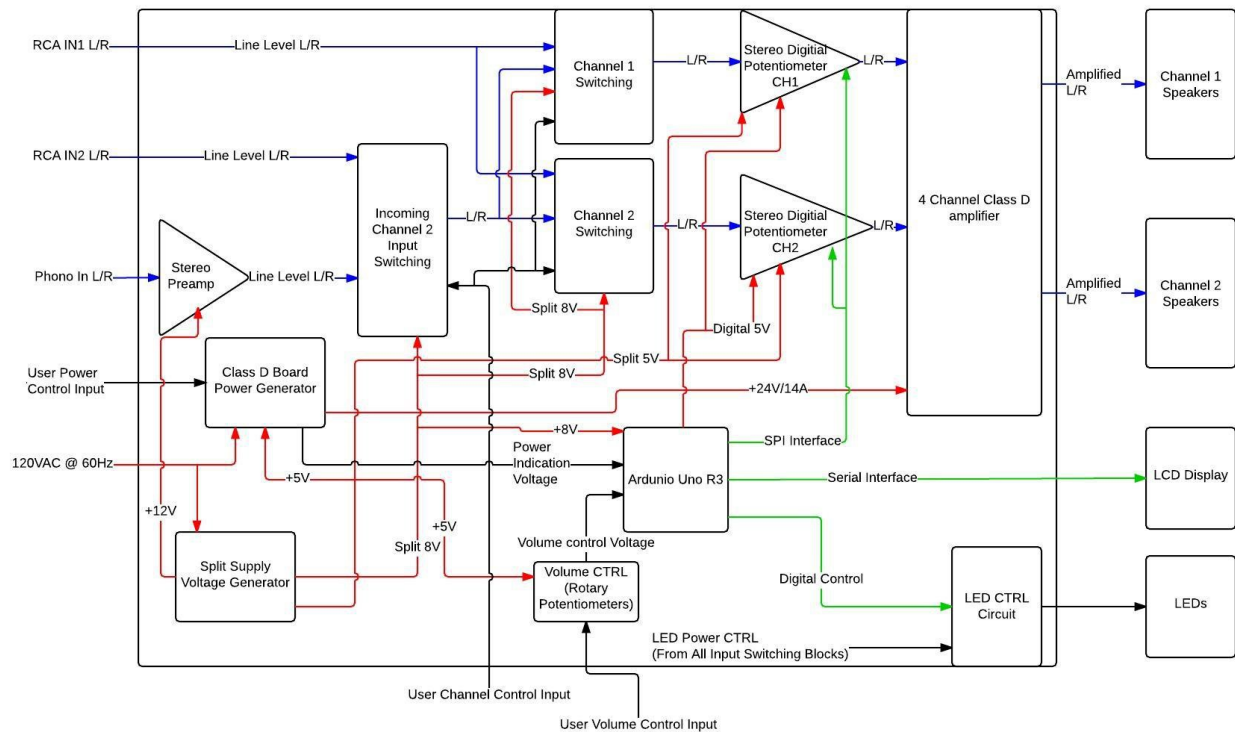 RCA IN1 L/R
Line Level L/R
Channel 1
Switching
L/R
Stereo Digitial
Potentiometer
CH1
L/R
Amplified
L/R
Channel 1
Speakers
RCA IN2 L/R
Line Level L/R
Incoming
Channel 2
Input
Switching
L/R
Channel 2
Switching
L/R
Stereo Digitial
Potentiometer
CH2
L/R
4 Channel Class D
amplifier
Amplified
L/R
Channel 2
Speakers
Phono In L/R
Stereo
Preamp
Line Level L/R
Split 8V
Digital 5V
Split 5V
Split 8V
User Power
Control Input
Class D Board
Power Generator
+24V/14A
+8V
Power
Indication
Voltage
Ardunio Uno R3
SPI Interface
Serial Interface
LCD Display
120VAC @ 60Hz
+5V
+12V
+5V
Split 8V
Volume control Voltage
Split Supply
Voltage Generator
Volume CTRL
(Rotary
Potentiometers)
Digital Control
LED CTRL
Circuit
LEDs
LED Power CTRL
(From All Input Switching Blocks)
User Channel Control Input
User Volume Control Input